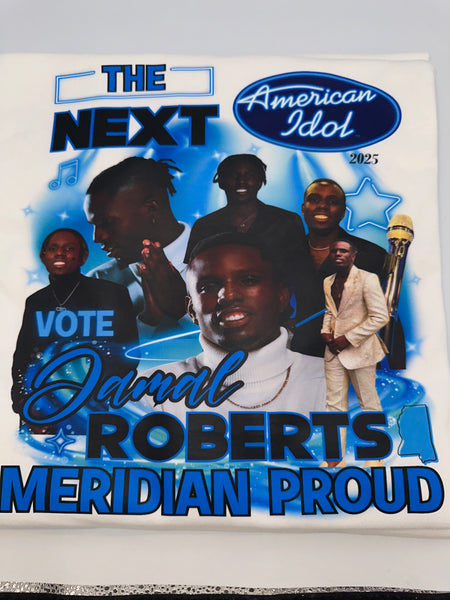 THE
NEXT
American
Idol
2025
VOTE
Jamal
ROBERTS
MERIDIAN PROUD